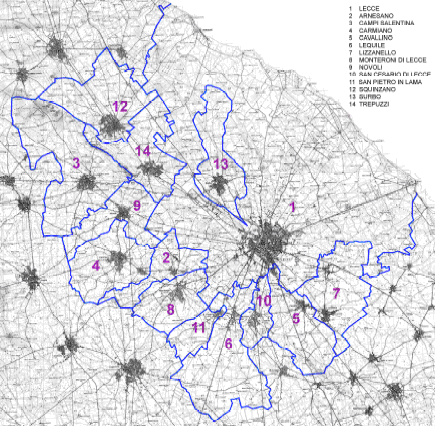 1 LECCE
2 ARNESANO
3 CAMPI SALENTINA
4 CARMIANO
5 CAVALLINO
6 LEQUILE
7 LIZZANELLO
8 MONTERONI DI LECCE
9 NOVOLI
10 SAN CESARIO DI LECCE
11 SAN PIETRO IN LAMA
12 SQUINZANO
13 SURBO
14 TREPUZZI
12
14
3
13
9
1
4
2
8
10
7
5
11
6